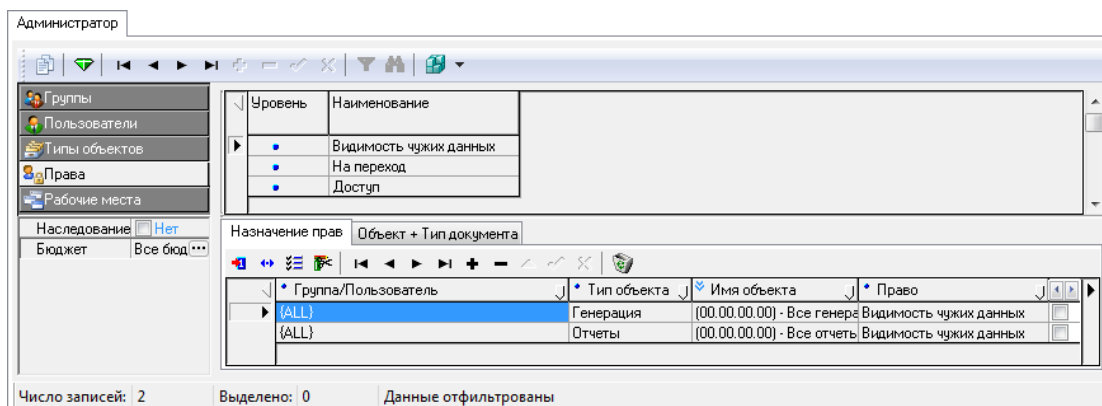 Администратор
Группы
Пользователи
Типы объектов
Права
Рабочие места
Наследование Нет
Бюджет Все бюд
Уровень Наименование
Видимость чужих данных
На переход
Доступ
Назначение прав Объект + Тип документа
Группа/Пользователь Тип объекта Имя объекта Право
{ALL} Генерация (00.00.00.00) - Все генера Видимость чужих данных
{ALL} Отчеты (00.00.00.00) - Все отчеть Видимость чужих данных
Число записей: 2 Выделено: 0 Данные отфильтрованы